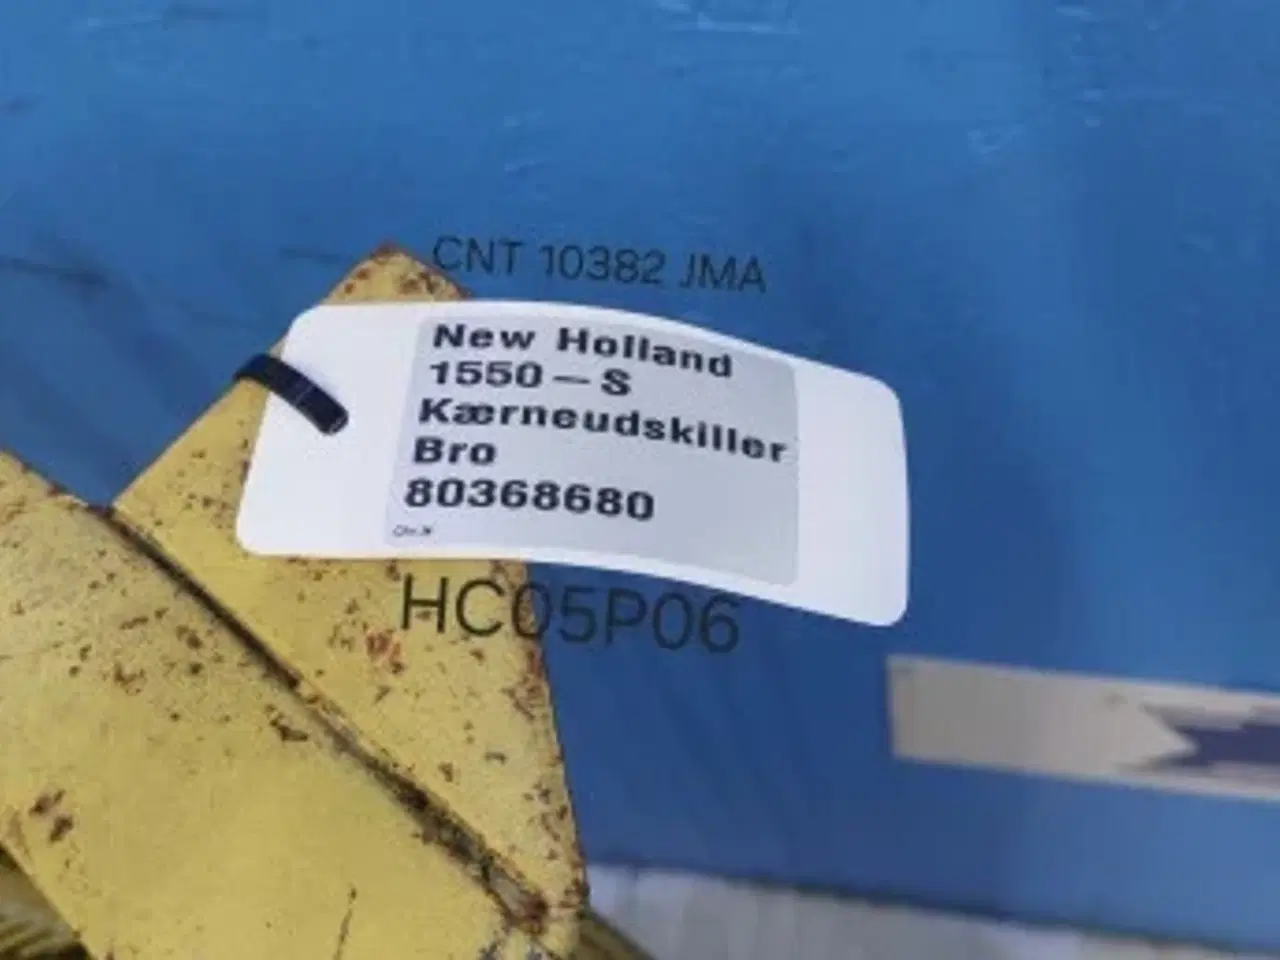 CNT 10382 JMA
New Holland
1550 – S
Kærneudskiller
Bro
80368680
HC05P06